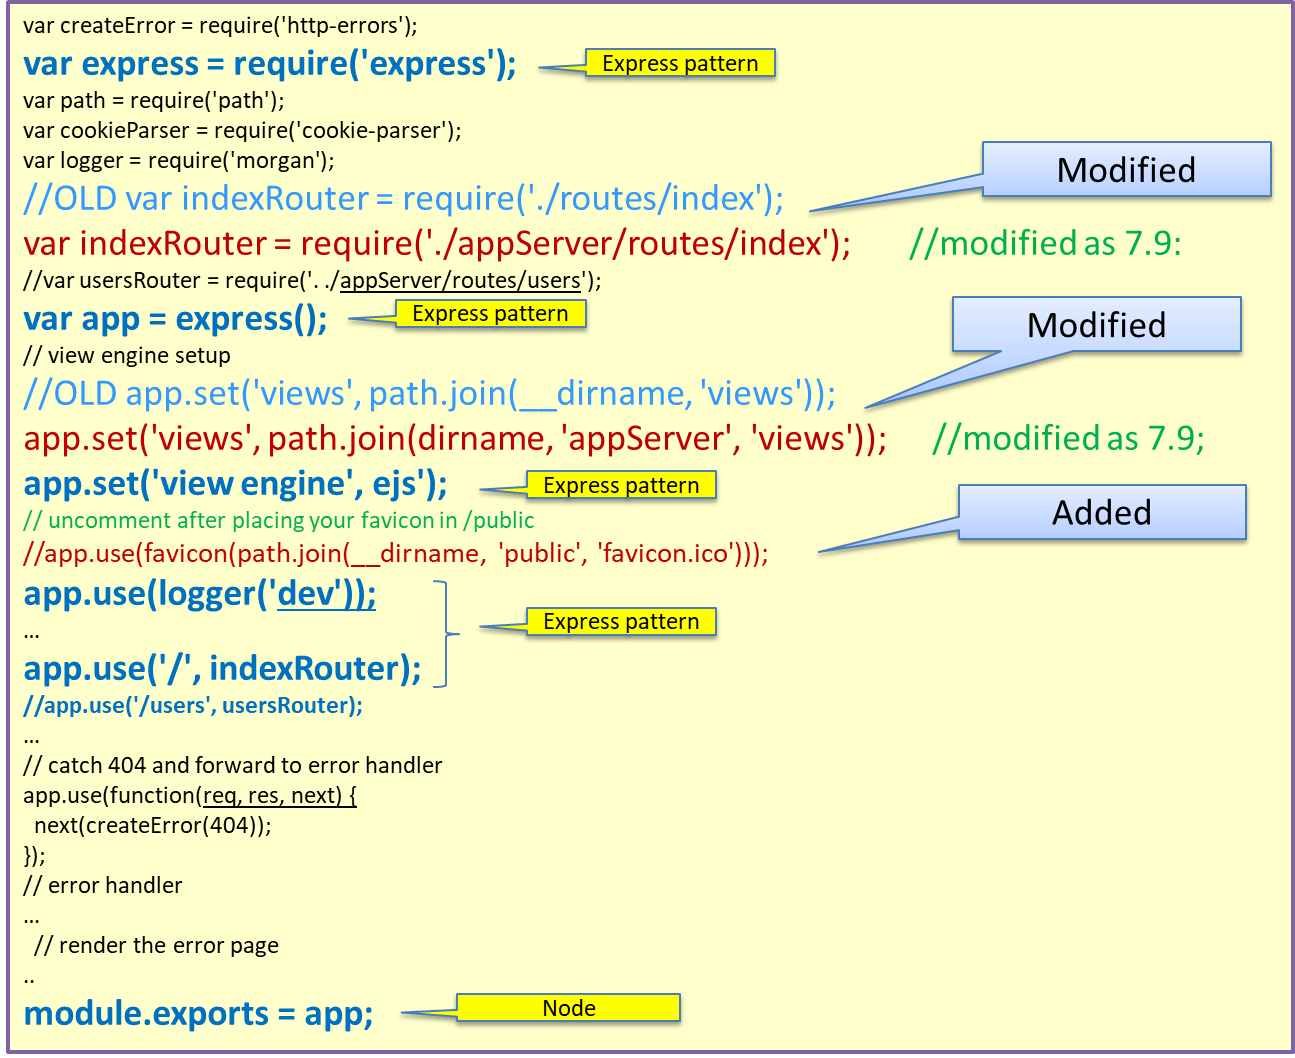 var createError = require('http-errors');
var express = require('express'); Express pattern
var path = require('path');
var cookieParser = require('cookie-parser');
var logger = require('morgan');
Modified
//OLD var indexRouter = require('./routes/index');
var indexRouter = require('./appServer/routes/index'); //modified as 7.9:
//var usersRouter = require('. ./appServer/routes/users');
var app = express(); Express pattern
Modified
// view engine setup
//OLD app.set('views', path.join(__dirname, 'views'));
app.set('views', path.join(dirname, 'appServer', 'views')); //modified as 7.9;
app.set('view engine', ejs'); Express pattern
Added
// uncomment after placing your favicon in /public
//app.use(favicon(path.join(__dirname, 'public', 'favicon.ico')));
app.use(logger('dev'));
Express pattern
...
app.use('/', indexRouter);
//app.use('/users', usersRouter);
...
// catch 404 and forward to error handler
app.use(function(req, res, next) {
next(createError(404));
});
// error handler
...
// render the error page
..
module.exports = app; Node